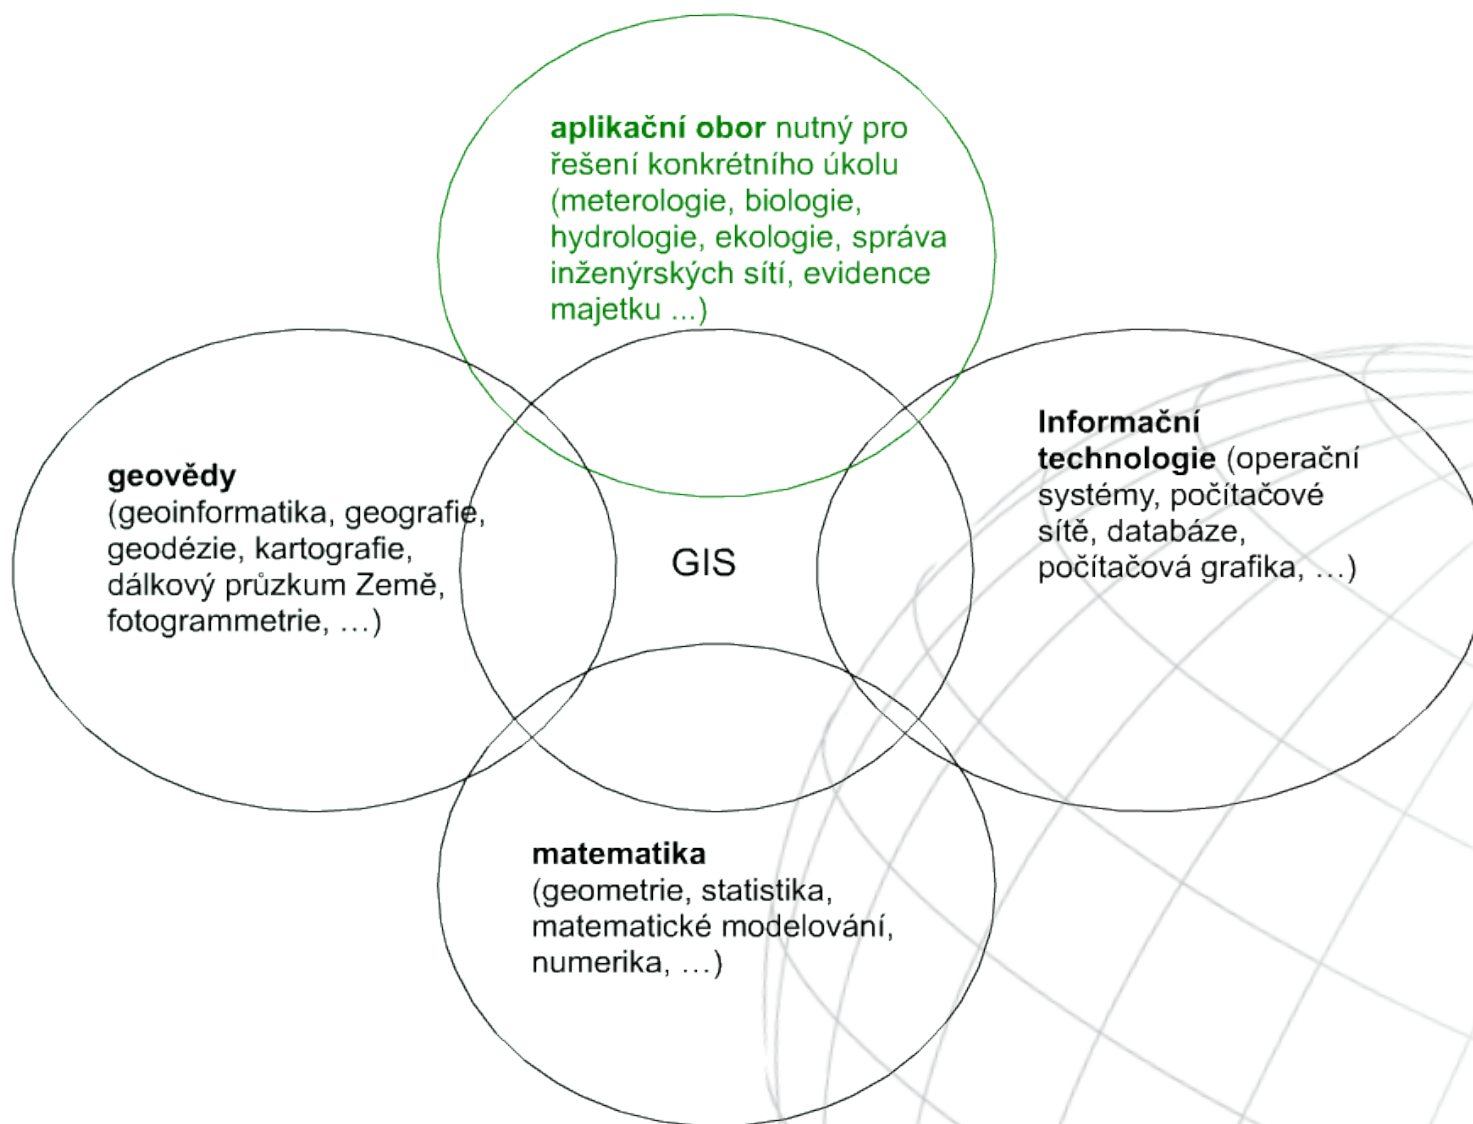 aplikační obor nutný pro
řešení konkrétního úkolu
(meterologie, biologie,
hydrologie, ekologie, správa
inženýrských sítí, evidence
majetku ...)
geovědy
(geoinformatika, geografie,
geodézie, kartografie,
dálkový průzkum Země,
fotogrammetrie, …)
GIS
Informační
technologie (operační
systémy, počítačové
sítě, databáze,
počítačová grafika, …)
matematika
(geometrie, statistika,
matematické modelování,
numerika, …)